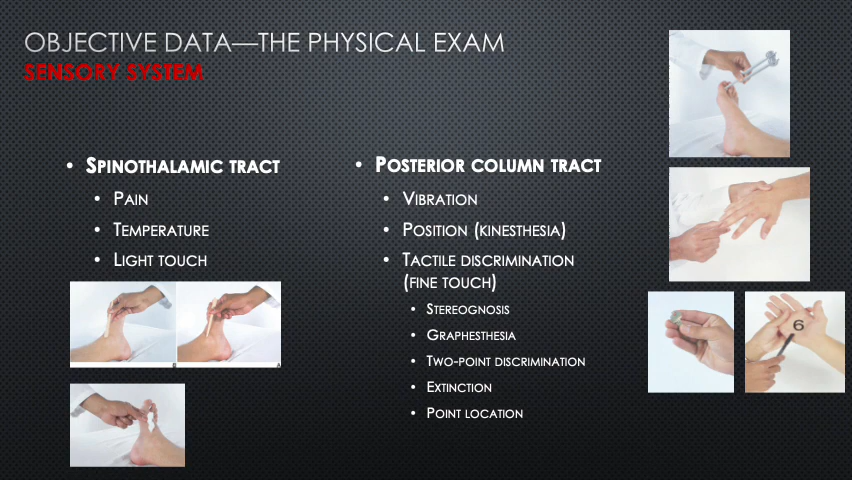 OBJECTIVE DATA—THE PHYSICAL EXAM
SENSORY SYSTEM
• SPINOTHALAMIC TRACT
• PAIN
• TEMPERATURE
• LIGHT TOUCH
• POSTERIOR COLUMN TRACT
• VIBRATION
• POSITION (KINESTHESIA)
• TACTILE DISCRIMINATION
(FINE TOUCH)
• STEREOGNOSIS
• GRAPHESTHESIA
• TWO-POINT DISCRIMINATION
• EXTINCTION
• POINT LOCATION
6